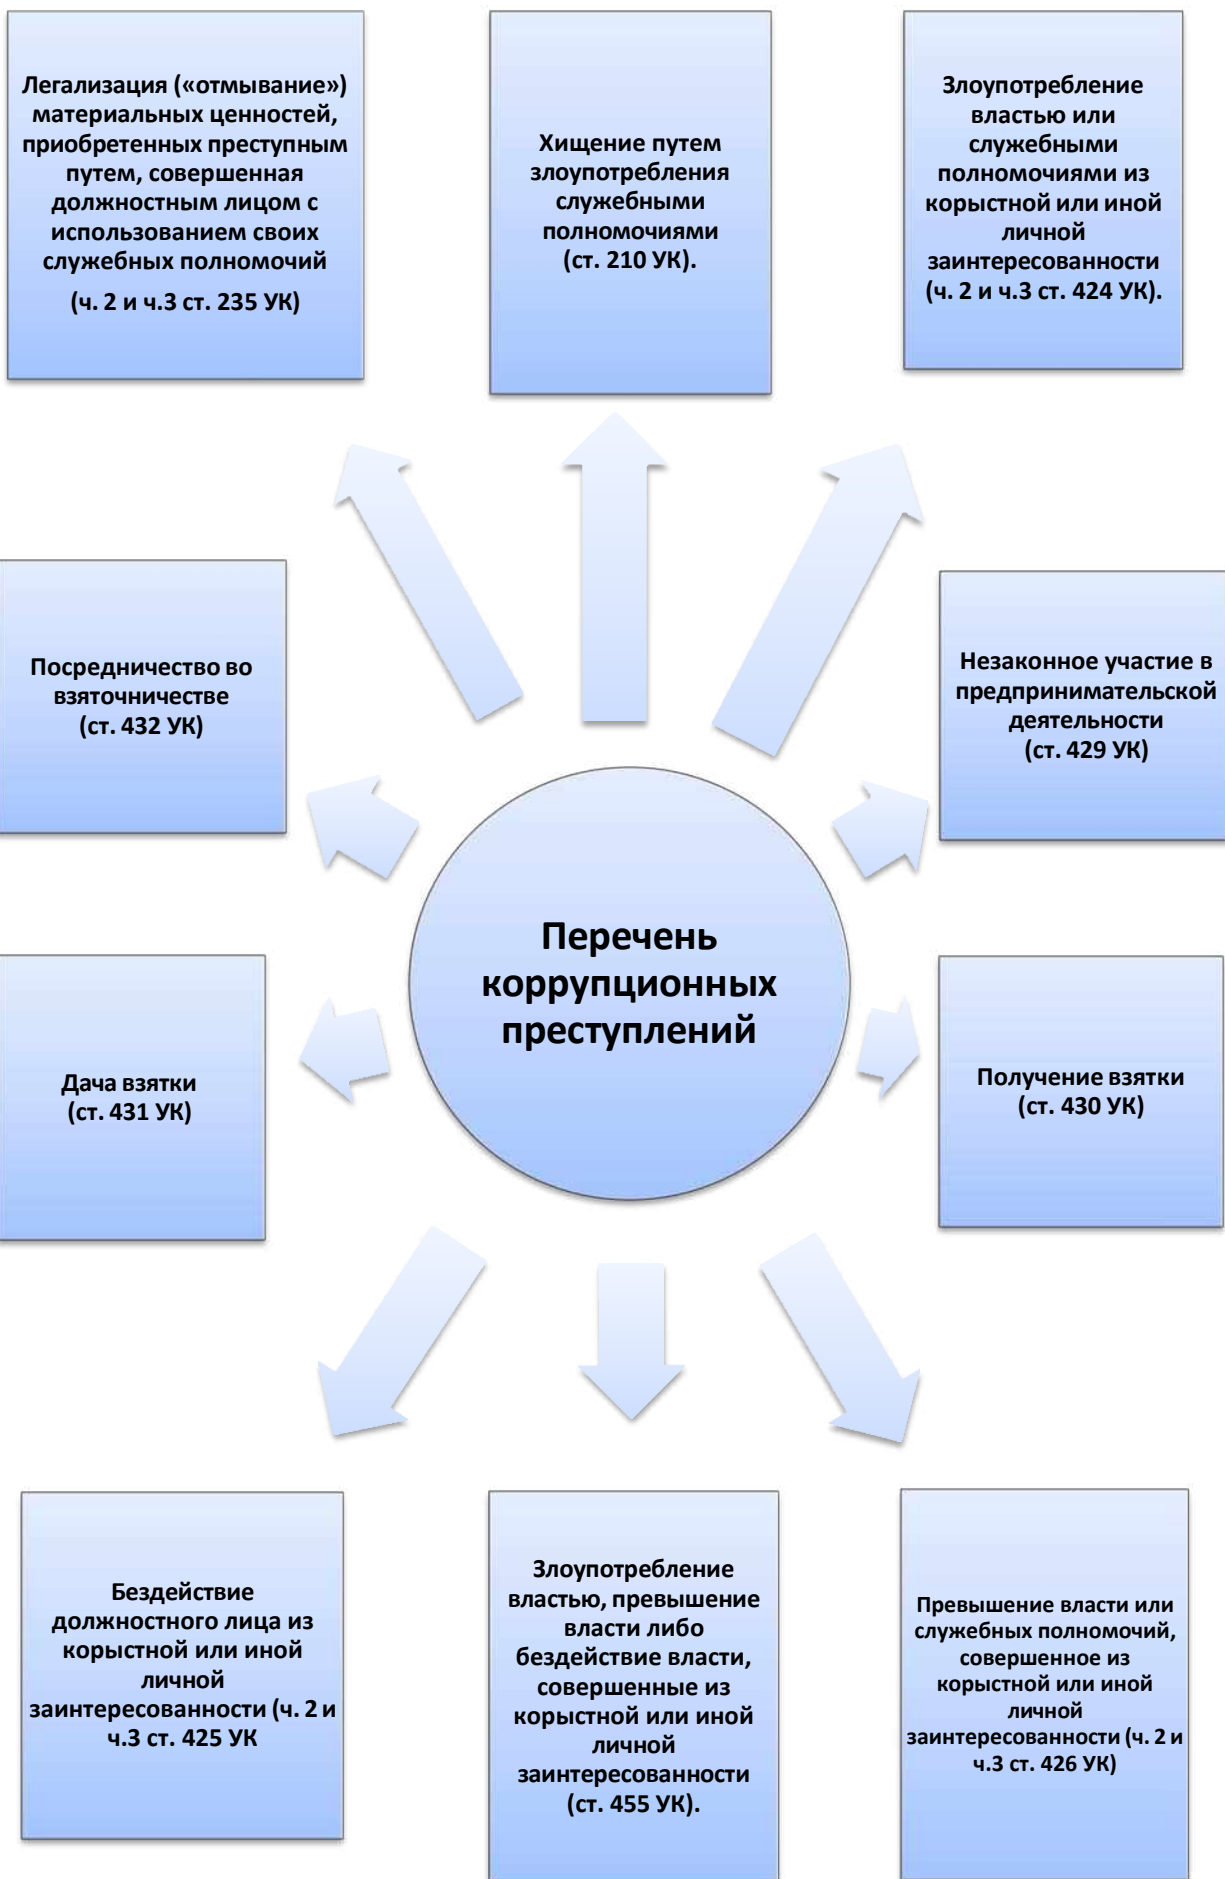 Легализация («отмывание»)
материальных ценностей,
приобретенных преступным
путем, совершенная
должностным лицом с
использованием своих
служебных полномочий
(ч. 2 и ч.3 ст. 235 УК)
Хищение путем
злоупотребления
служебными
полномочиями
(ст. 210 УК).
Злоупотребление
властью или
служебными
полномочиями из
корыстной или иной
личной
заинтересованности
(ч. 2 и ч.3 ст. 424 УК).
Посредничество во
взяточничестве
(ст. 432 УК)
Незаконное участие в
предпринимательской
деятельности
(ст. 429 УК)
Перечень
коррупционных
преступлений
Дача взятки
(ст. 431 УК)
Получение взятки
(ст. 430 УК)
Бездействие
должностного лица из
корыстной или иной
личной
заинтересованности (ч. 2 и
ч.3 ст. 425 УК
Злоупотребление
властью, превышение
власти либо
бездействие власти,
совершенные из
корыстной или иной
личной
заинтересованности
(ст. 455 УК).
Превышение власти или
служебных полномочий,
совершенное из
корыстной или иной
личной
заинтересованности (ч. 2 и
ч.3 ст. 426 УК)